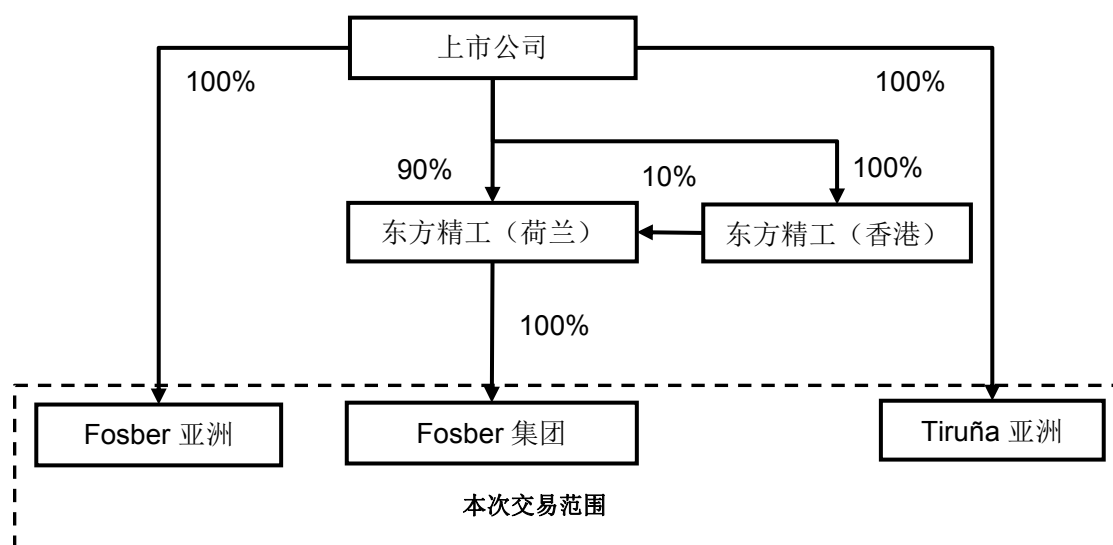 上市公司
100%
100%
90%
10%
100%
东方精工（荷兰）
东方精工（香港）
100%
Fosber 亚洲
Fosber 集团
Tiruña 亚洲
本次交易范围